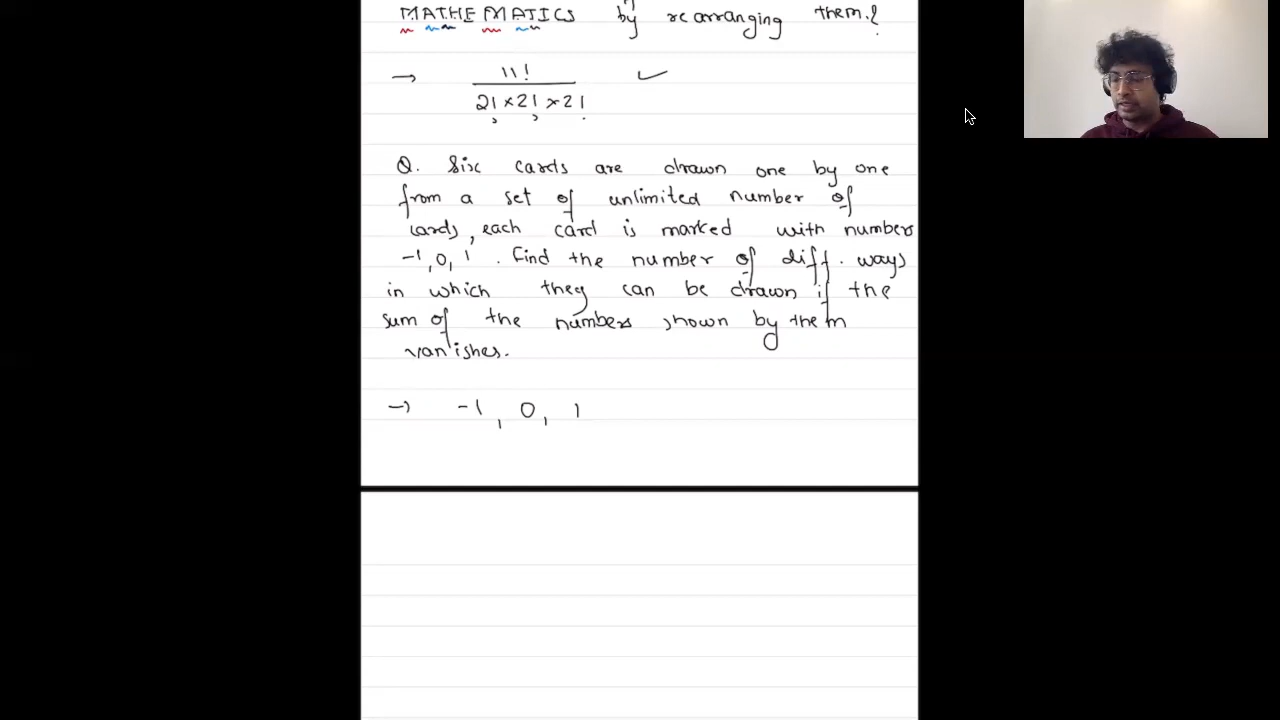 MATHEMATICS by rearranging them?
→ 11! / 2! × 2! × 2! ✓
Q. Six cards are drawn one by one
from a set of unlimited number of
cards, each card is marked with numbers
-1, 0, 1. Find the number of diff. ways
in which they can be drawn if the
sum of the numbers shown by them
vanishes.
→ -1, 0, 1